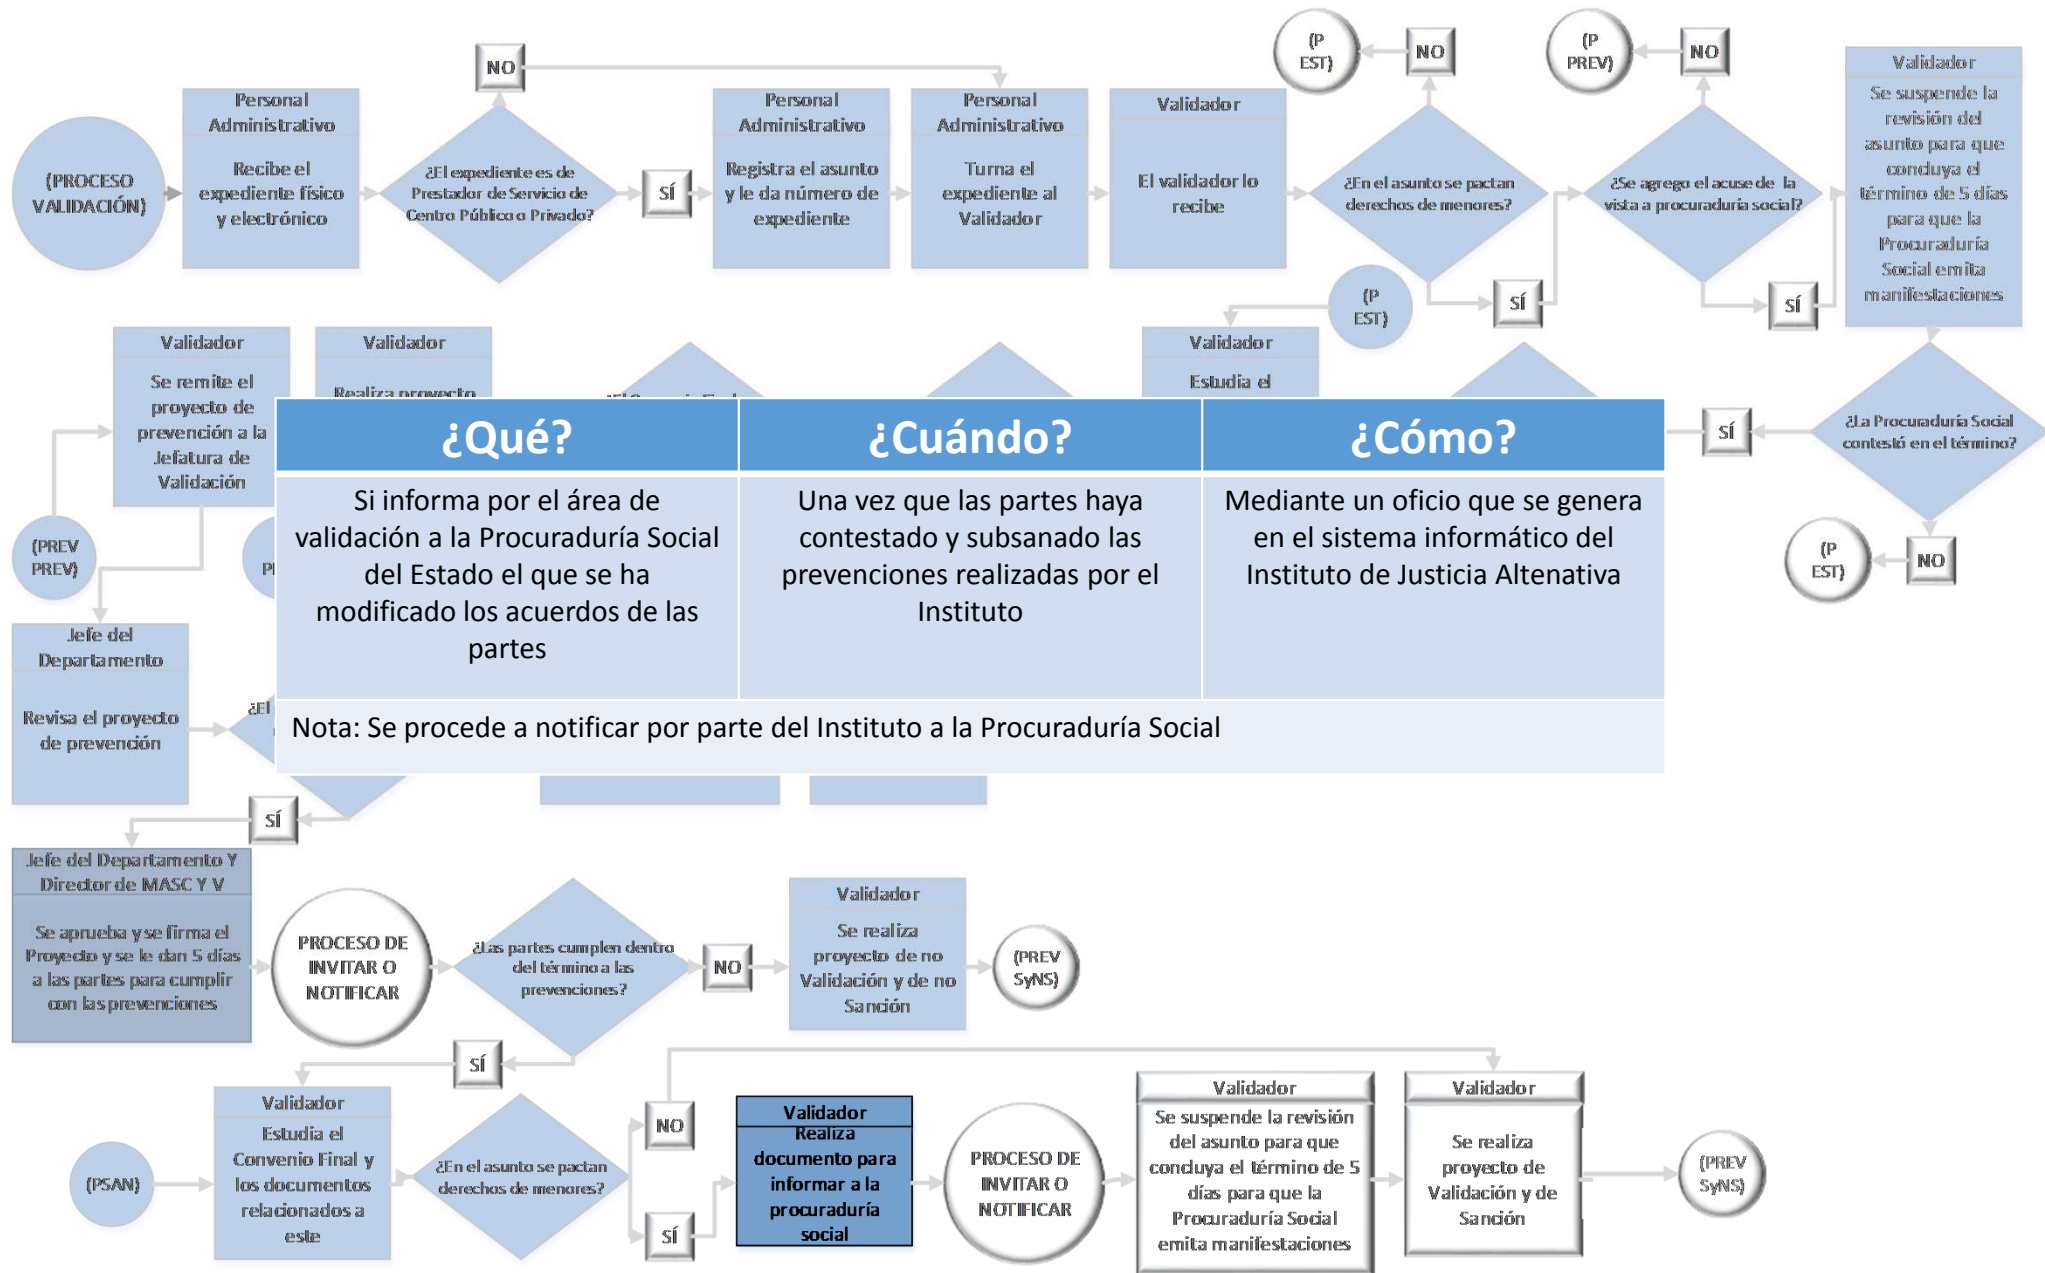 (PROCESO
VALIDACIÓN)
Personal
Administrativo
Recibe el
expediente físico
y electrónico
NO
¿El expediente es de
Prestador de Servicio de
Centro Público o Privado?
SÍ
Personal
Administrativo
Registra el asunto
y le da número de
expediente
Personal
Administrativo
Turna el
expediente al
Validador
Validador
El validador lo
recibe
(P
EST)
NO
¿En el asunto se pactan
derechos de menores?
SÍ
(P
PREV)
NO
¿Se agrego el acuse de la
vista a procuraduría social?
SÍ
Validador
Se suspende la
revisión del
asunto para que
concluya el
término de 5 días
para que la
Procuraduría
Social emita
manifestaciones
(P
EST)
Validador
Se remite el
proyecto de
prevención a la
Jefatura de
Validación
Validador
Realiza proyecto
Validador
Estudia el
SÍ
¿La Procuraduría Social
contestó en el término?
NO
(P
EST)
(PREV
PREV)
¿Qué?
¿Cuándo?
¿Cómo?
Si informa por el área de
validación a la Procuraduría Social
del Estado el que se ha
modificado los acuerdos de las
partes
Una vez que las partes haya
contestado y subsanado las
prevenciones realizadas por el
Instituto
Mediante un oficio que se genera
en el sistema informático del
Instituto de Justicia Altenativa
Nota: Se procede a notificar por parte del Instituto a la Procuraduría Social
Jefe del
Departamento
Revisa el proyecto
de prevención
¿El
SÍ
Jefe del Departamento Y
Director de MASC Y V
Se aprueba y se firma el
Proyecto y se le dan 5 días
a las partes para cumplir
con las prevenciones
PROCESO DE
INVITAR O
NOTIFICAR
¿Las partes cumplen dentro
del término a las
prevenciones?
NO
Validador
Se realiza
proyecto de no
Validación y de no
Sanción
(PREV
SyNS)
SÍ
(PSAN)
Validador
Estudia el
Convenio Final y
los documentos
relacionados a
este
¿En el asunto se pactan
derechos de menores?
NO
SÍ
Validador
Realiza
documento para
informar a la
procuraduría
social
PROCESO DE
INVITAR O
NOTIFICAR
Validador
Se suspende la revisión
del asunto para que
concluya el término de 5
días para que la
Procuraduría Social
emita manifestaciones
Validador
Se realiza
proyecto de
Validación y de
Sanción
(PREV
SyNS)